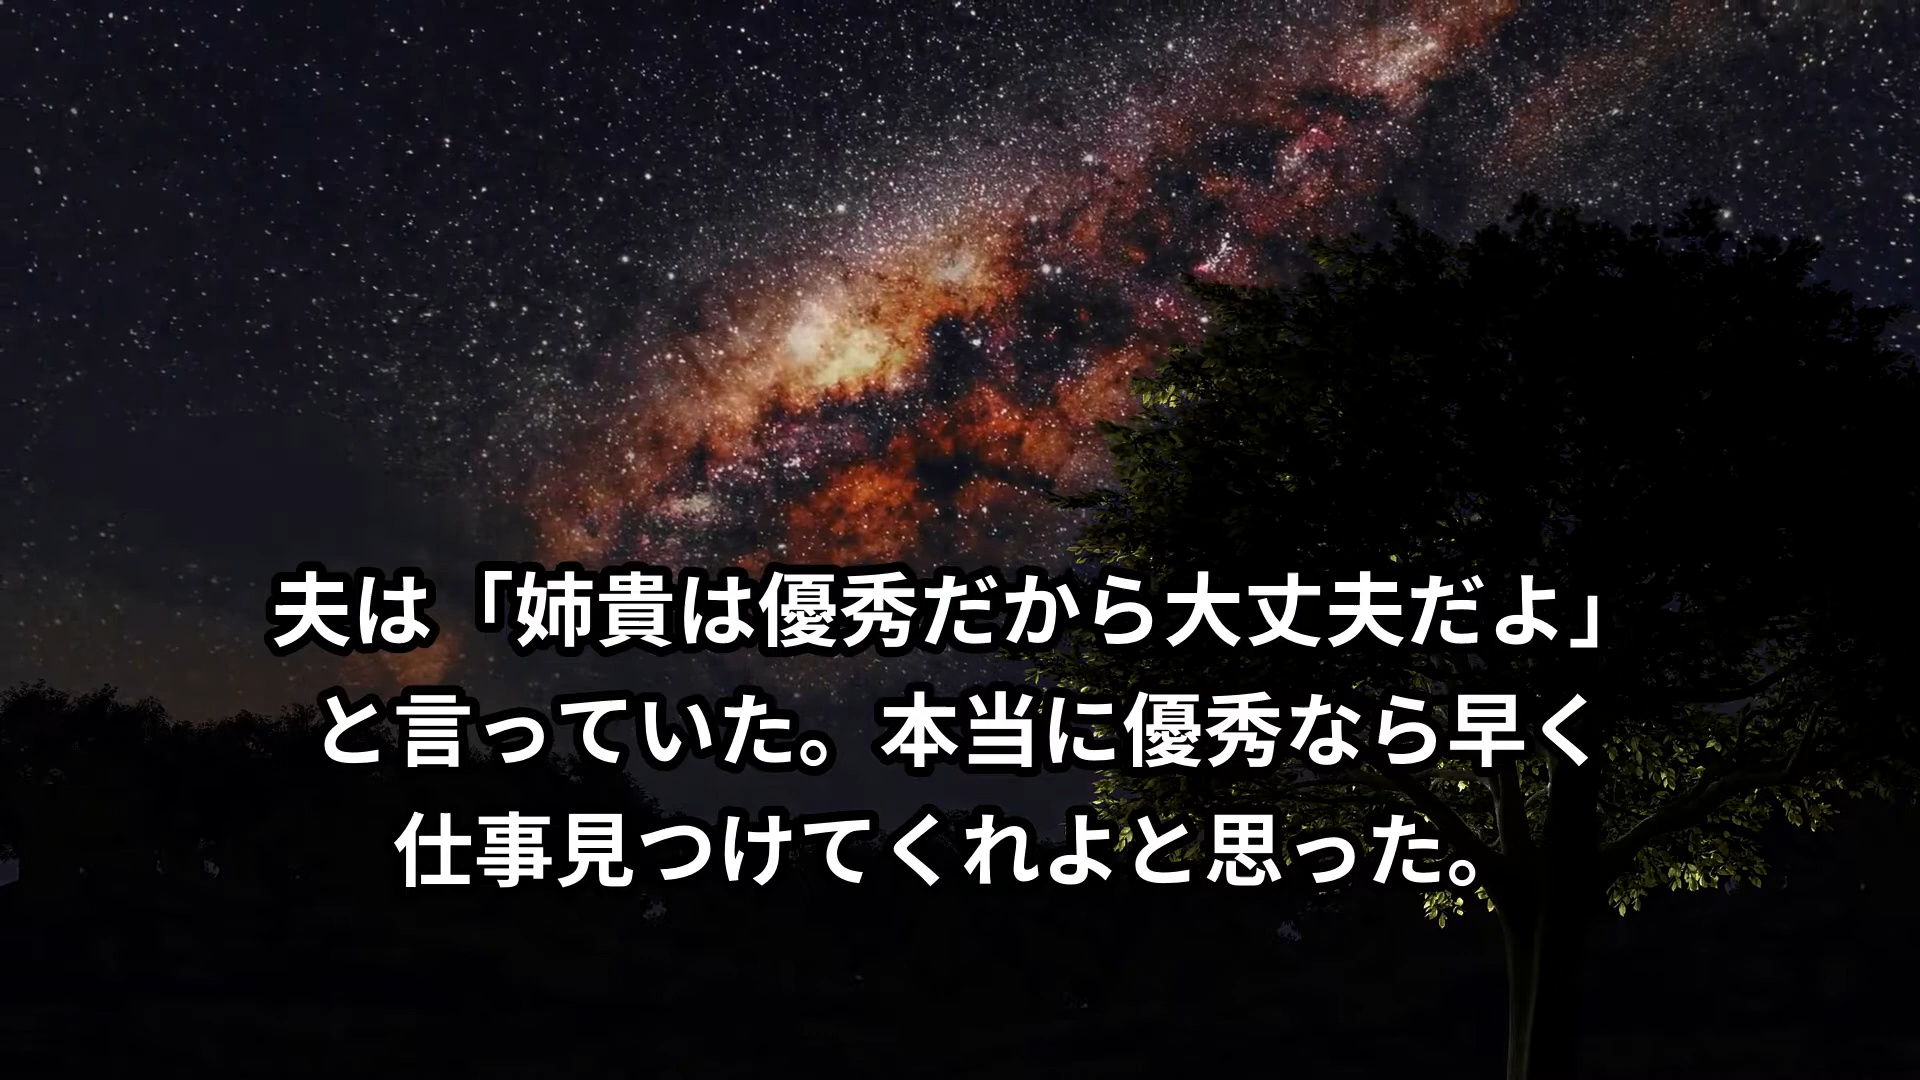 夫は「姉貴は優秀だから大丈夫だよ」
と言っていた。本当に優秀なら早く
仕事見つけてくれよと思った。